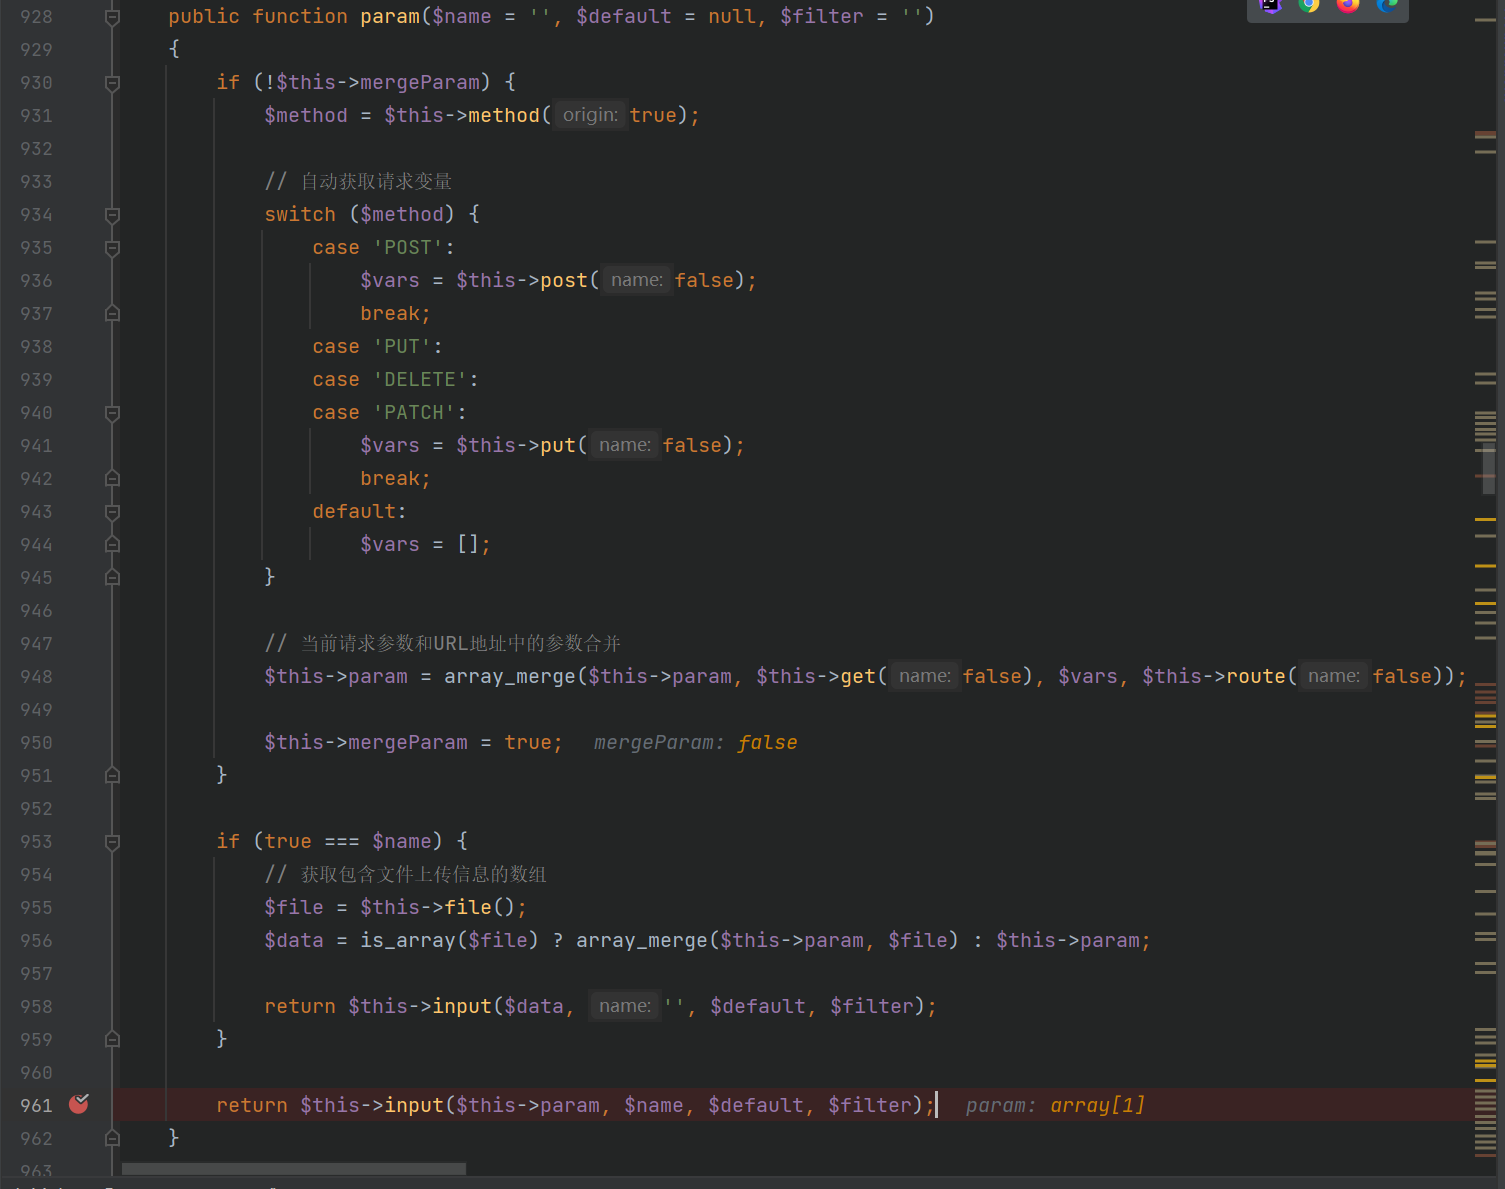 928 public function param($name = '', $default = null, $filter = '')
929 {
930 if (!$this->mergeParam) {
931 $method = $this->method( origin: true);
932
933 // 自动获取请求变量
934 switch ($method) {
935 case 'POST':
936 $vars = $this->post( name: false);
937 break;
938 case 'PUT':
939 case 'DELETE':
940 case 'PATCH':
941 $vars = $this->put( name: false);
942 break;
943 default:
944 $vars = [];
945 }
946
947 // 当前请求参数和URL地址中的参数合并
948 $this->param = array_merge($this->param, $this->get( name: false), $vars, $this->route( name: false));
949
950 $this->mergeParam = true; mergeParam: false
951 }
952
953 if (true === $name) {
954 // 获取包含文件上传信息的数组
955 $file = $this->file();
956 $data = is_array($file) ? array_merge($this->param, $file) : $this->param;
957
958 return $this->input($data, name: '', $default, $filter);
959 }
960
961 return $this->input($this->param, $name, $default, $filter); param: array[1]
962 }
963